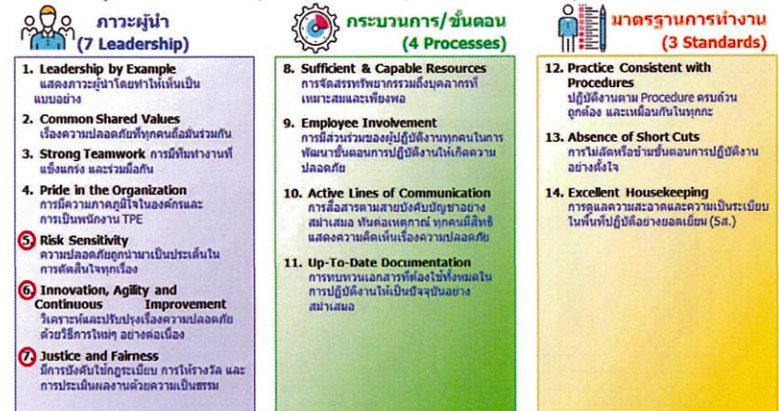 ภาวะผู้นำ
(7 Leadership)
1. Leadership by Example
แสดงภาวะผู้นำโดยทำให้เห็นเป็น
แบบอย่าง
2. Common Shared Values
เรื่องความปลอดภัยที่ทุกคนถือมั่นร่วมกัน
3. Strong Teamwork การมีทีมทำงานที่
แข็งแกร่ง และร่วมมือกัน
4. Pride in the Organization
การมีความภาคภูมิใจในองค์กรและ
การเป็นพนักงาน TPE
5. Risk Sensitivity
ความปลอดภัยถูกนำมาเป็นประเด็นใน
การตัดสินใจทุกเรื่อง
6. Innovation, Agility and
Continuous Improvement
วิเคราะห์และปรับปรุงเรื่องความปลอดภัย
ด้วยวิธีการใหม่ๆ อย่างต่อเนื่อง
7. Justice and Fairness
มีการบังคับใช้กฎระเบียบ การให้รางวัล และ
การประเมินผลงานด้วยความเป็นธรรม
กระบวนการ/ขั้นตอน
(4 Processes)
8. Sufficient & Capable Resources
การจัดสรรทรัพยากรรวมถึงบุคลากรที่
เหมาะสมและเพียงพอ
9. Employee Involvement
การมีส่วนร่วมของผู้ปฏิบัติงานทุกคนในการ
พัฒนาขั้นตอนการปฏิบัติงานให้เกิดความ
ปลอดภัย
10. Active Lines of Communication
การสื่อสารตามสายบังคับบัญชาอย่าง
สม่ำเสมอ ทันต่อเหตุการณ์ ทุกคนมีสิทธิ
แสดงความคิดเห็นเรื่องความปลอดภัย
11. Up-To-Date Documentation
การทบทวนเอกสารที่ต้องใช้ทั้งหมดใน
การปฏิบัติงานให้เป็นปัจจุบันอย่าง
สม่ำเสมอ
มาตรฐานการทำงาน
(3 Standards)
12. Practice Consistent with
Procedures
ปฏิบัติงานตาม Procedure ครบถ้วน
ถูกต้อง และเหมือนกันในทุกกะ
13. Absence of Short Cuts
การไม่ลัดหรือข้ามขั้นตอนการปฏิบัติงาน
อย่างตั้งใจ
14. Excellent Housekeeping
การดูแลความสะอาดและความเป็นระเบียบ
ในพื้นที่ปฏิบัติอย่างยอดเยี่ยม (5ส.)